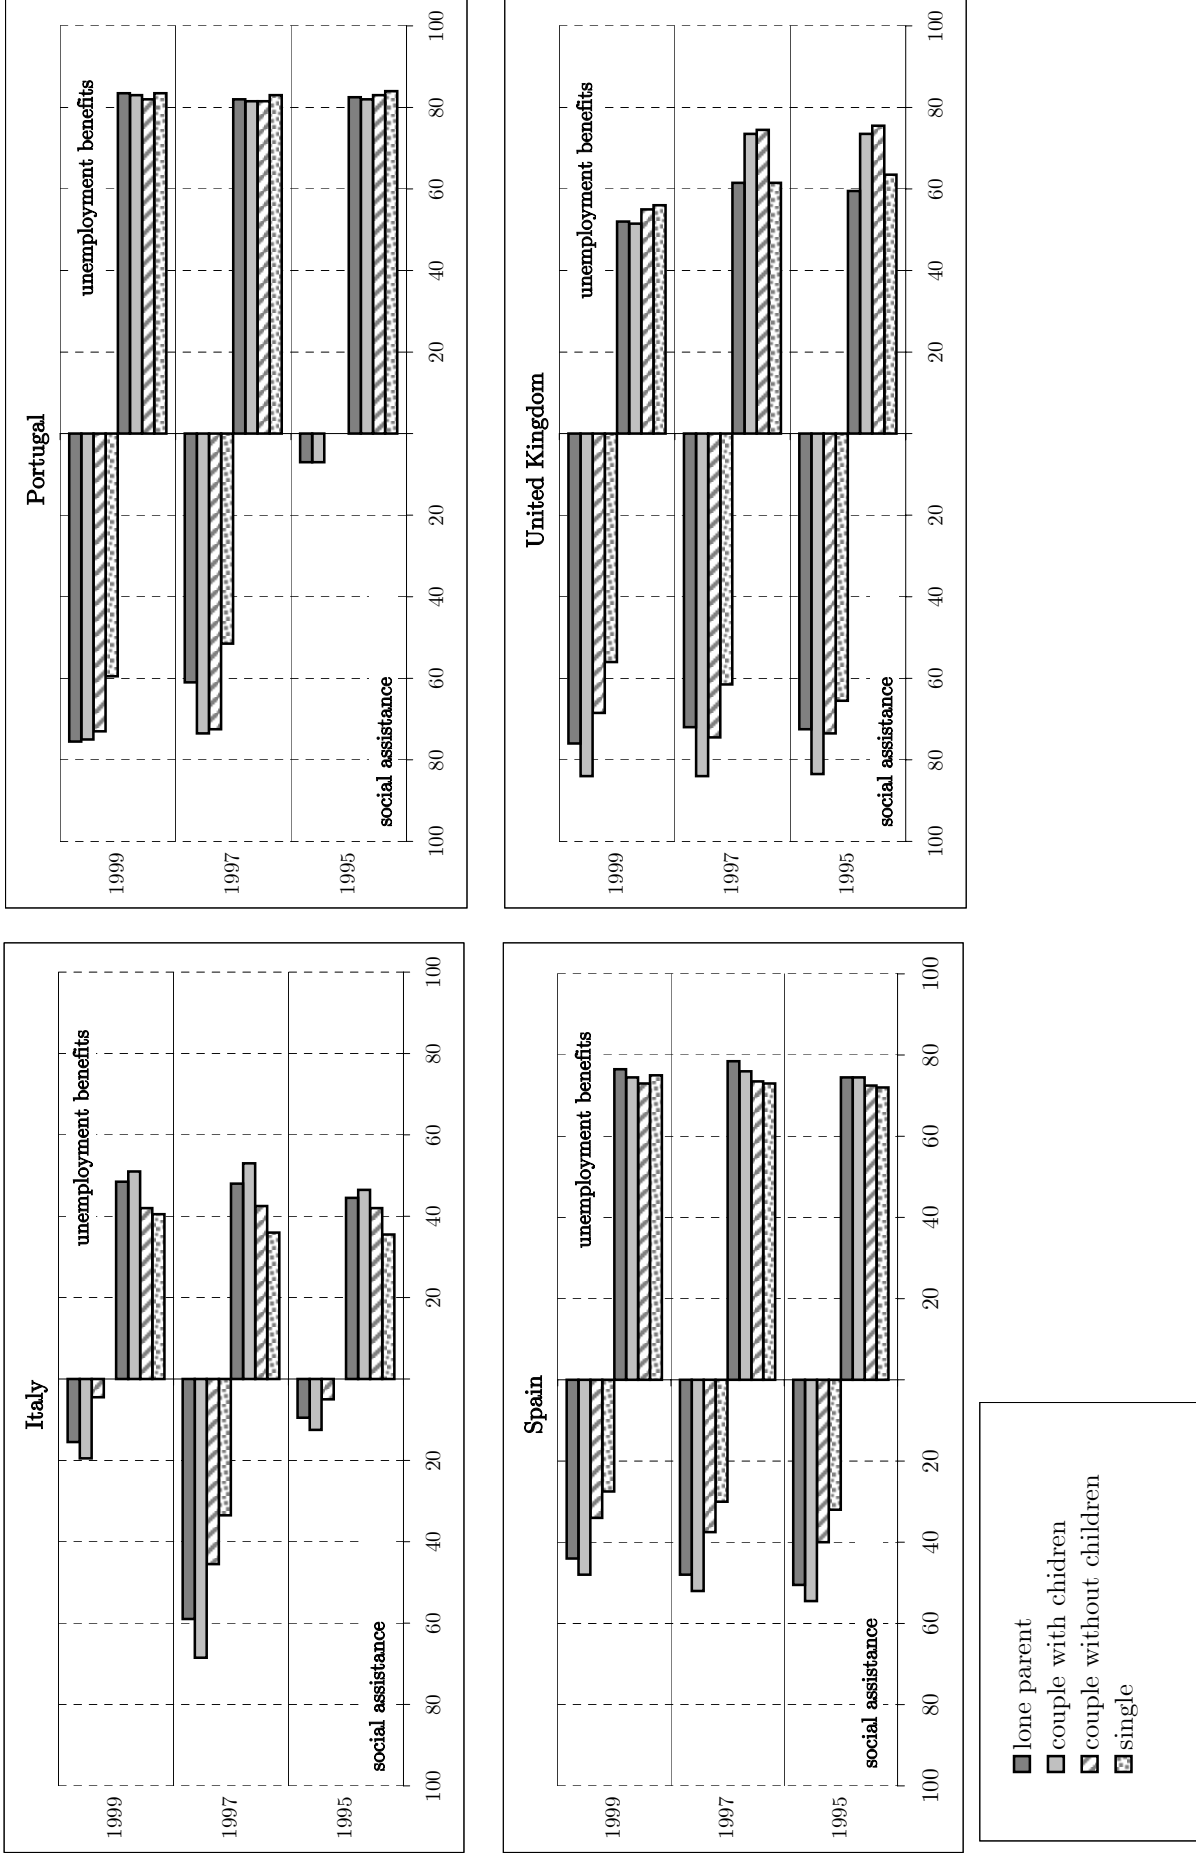 Italy
unemployment benefits
1999
1997
1995
social assistance
100 80 60 40 20 20 40 60 80 100
Portugal
unemployment benefits
1999
1997
1995
social assistance
100 80 60 40 20 20 40 60 80 100
Spain
unemployment benefits
1999
1997
1995
social assistance
100 80 60 40 20 20 40 60 80 100
United Kingdom
unemployment benefits
1999
1997
1995
social assistance
100 80 60 40 20 20 40 60 80 100
lone parent
couple with chidren
couple without children
single